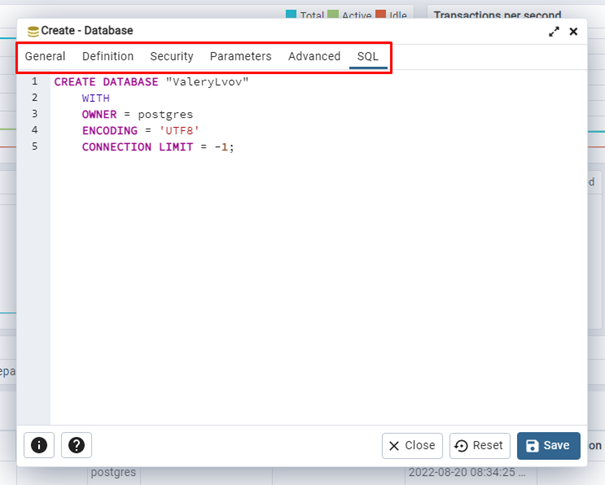 Total Active Idle
Transactions per second
Create - Database
General Definition Security Parameters Advanced SQL
1 CREATE DATABASE "ValeryLvov"
2 WITH
3 OWNER = postgres
4 ENCODING = 'UTF8'
5 CONNECTION LIMIT = -1;
Close Reset Save
postgres
2022-08-20 08:34:25 ...